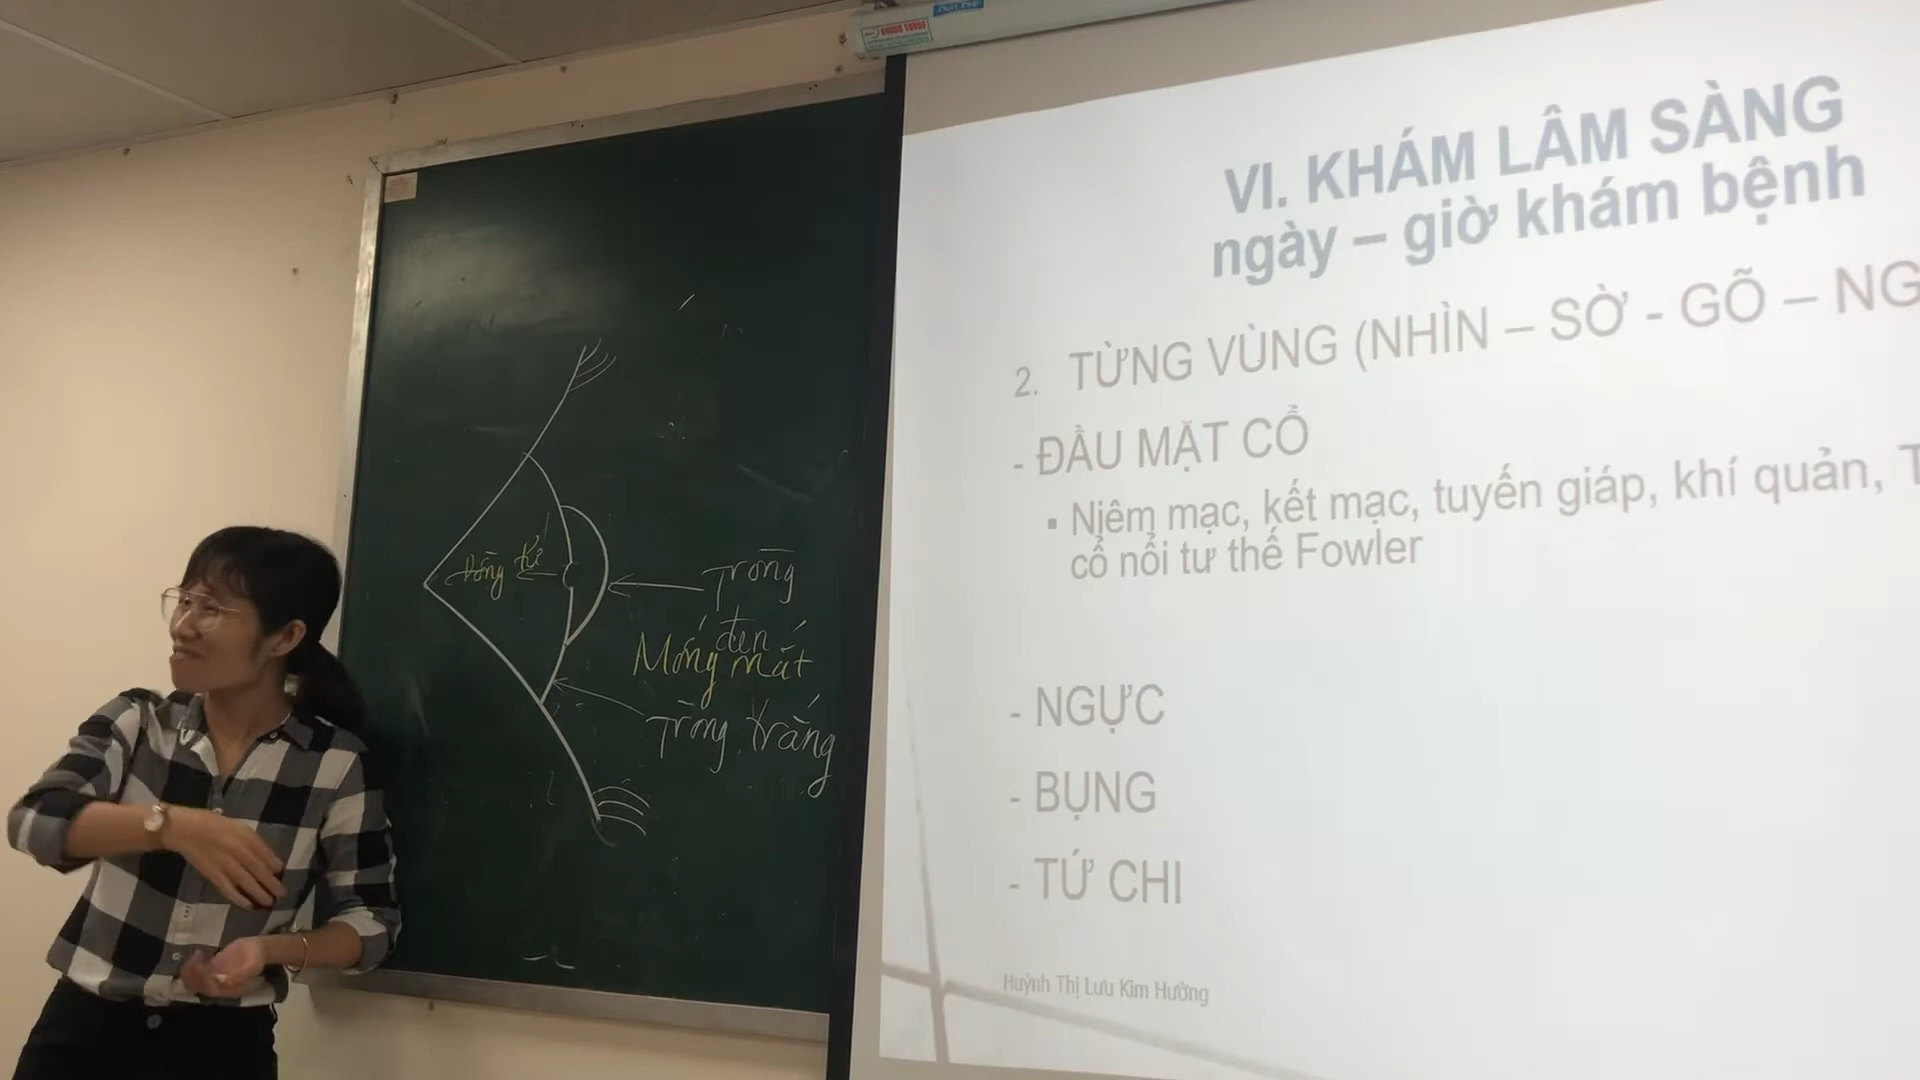 VI. KHÁM LÂM SÀNG
ngày – giờ khám bệnh
2. TỪNG VÙNG (NHÌN – SỜ - GÕ – NG
- ĐẦU MẶT CỔ
▪ Niêm mạc, kết mạc, tuyến giáp, khí quản, T
cổ nổi tư thế Fowler
- NGỰC
- BỤNG
- TỨ CHI
Huỳnh Thị Lưu Kim Hường
Đồng tử
Tròng
đen
Mống mắt
Tròng trắng